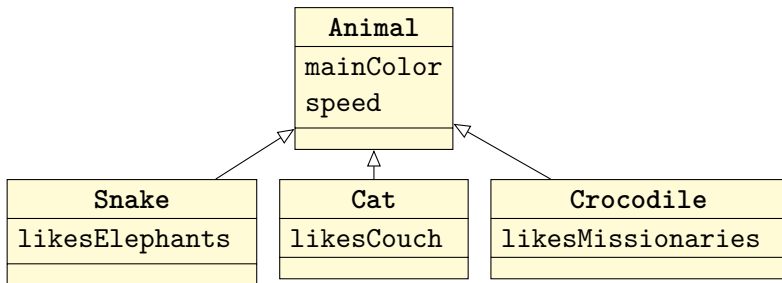 Animal
mainColor
speed
Snake
likesElephants
Cat
likesCouch
Crocodile
likesMissionaries